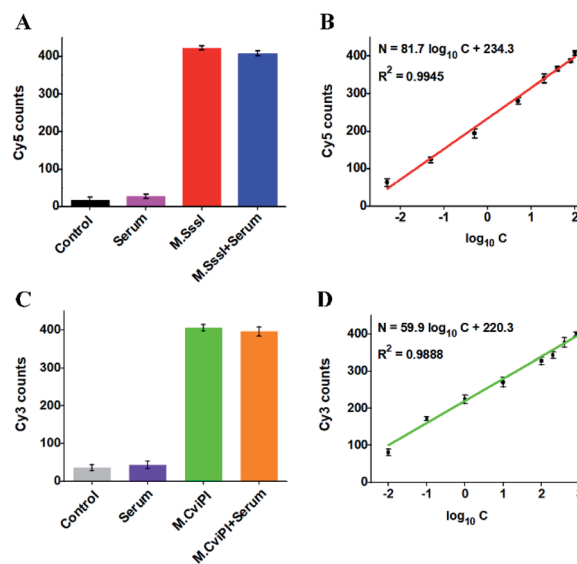 A
Cy5 counts
400
300
200
100
0
Control
Serum
M.SssI
M.SssI+Serum
B
N = 81.7 log10 C + 234.3
R² = 0.9945
Cy5 counts
400
300
200
100
0
-2 -1 0 1 2
log10 C
C
Cy3 counts
400
300
200
100
0
Control
Serum
M.CviPI
M.CviPI+Serum
D
N = 59.9 log10 C + 220.3
R² = 0.9888
Cy3 counts
400
300
200
100
0
-2 -1 0 1 2 3
log10 C